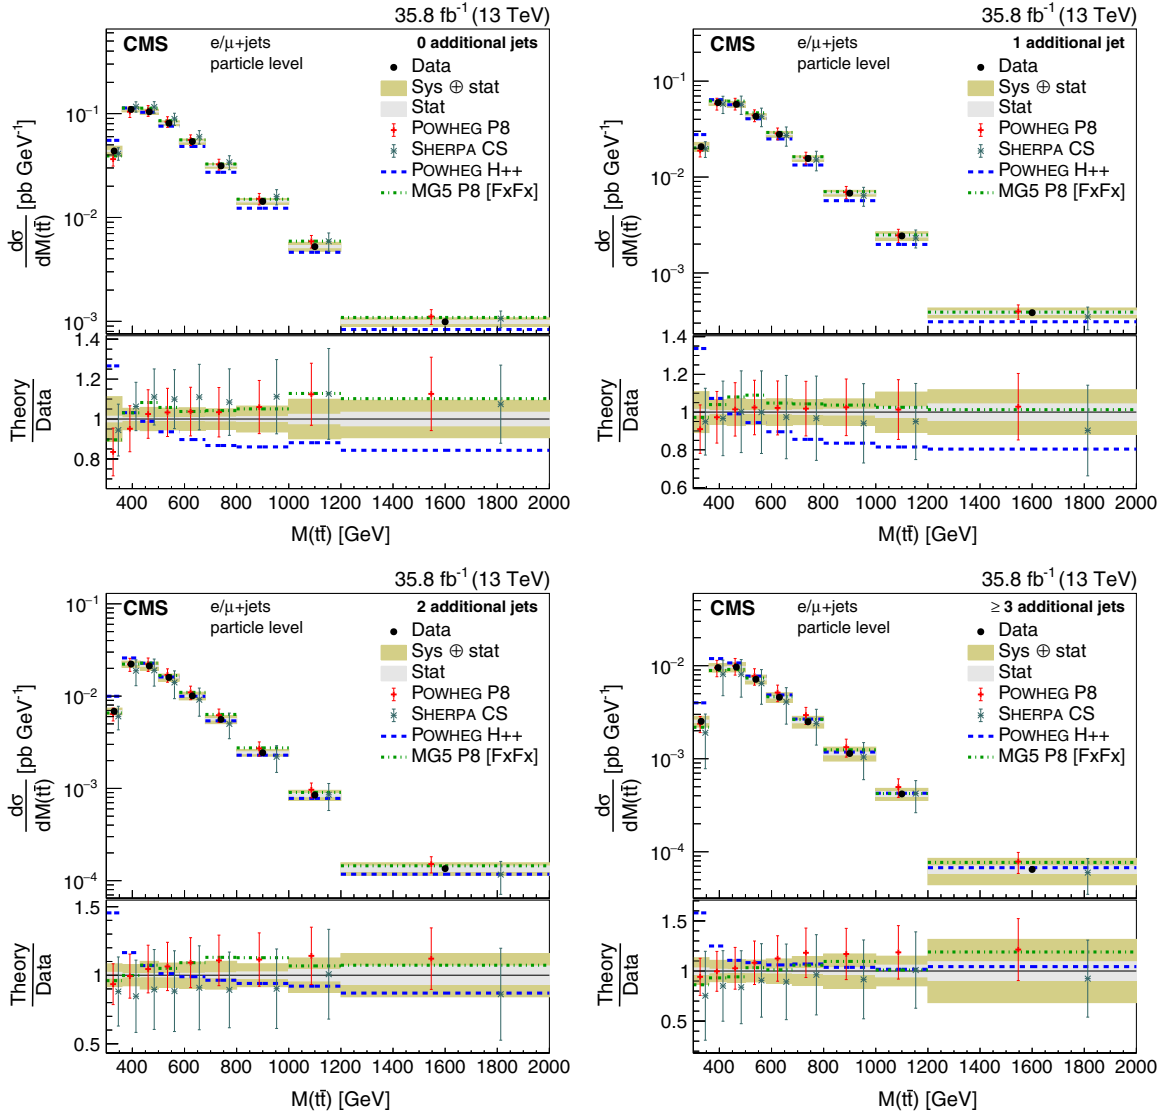 35.8 fb⁻¹ (13 TeV)
CMS
e/μ+jets
particle level
0 additional jets
Data
Sys ⊕ stat
Stat
POWHEG P8
SHERPA CS
POWHEG H++
MG5 P8 [FxFx]
dσ/dM(tt̄) [pb GeV⁻¹]
10⁻¹
10⁻²
10⁻³
Theory/Data
1.4
1.2
1
0.8
400 600 800 1000 1200 1400 1600 1800 2000
M(tt̄) [GeV]
35.8 fb⁻¹ (13 TeV)
CMS
e/μ+jets
particle level
1 additional jet
Data
Sys ⊕ stat
Stat
POWHEG P8
SHERPA CS
POWHEG H++
MG5 P8 [FxFx]
dσ/dM(tt̄) [pb GeV⁻¹]
10⁻¹
10⁻²
10⁻³
Theory/Data
1.4
1.2
1
0.8
0.6
400 600 800 1000 1200 1400 1600 1800 2000
M(tt̄) [GeV]
35.8 fb⁻¹ (13 TeV)
CMS
e/μ+jets
particle level
2 additional jets
Data
Sys ⊕ stat
Stat
POWHEG P8
SHERPA CS
POWHEG H++
MG5 P8 [FxFx]
dσ/dM(tt̄) [pb GeV⁻¹]
10⁻¹
10⁻²
10⁻³
10⁻⁴
Theory/Data
1.5
1
0.5
400 600 800 1000 1200 1400 1600 1800 2000
M(tt̄) [GeV]
35.8 fb⁻¹ (13 TeV)
CMS
e/μ+jets
particle level
≥ 3 additional jets
Data
Sys ⊕ stat
Stat
POWHEG P8
SHERPA CS
POWHEG H++
MG5 P8 [FxFx]
dσ/dM(tt̄) [pb GeV⁻¹]
10⁻²
10⁻³
10⁻⁴
Theory/Data
1.5
1
0.5
400 600 800 1000 1200 1400 1600 1800 2000
M(tt̄) [GeV]